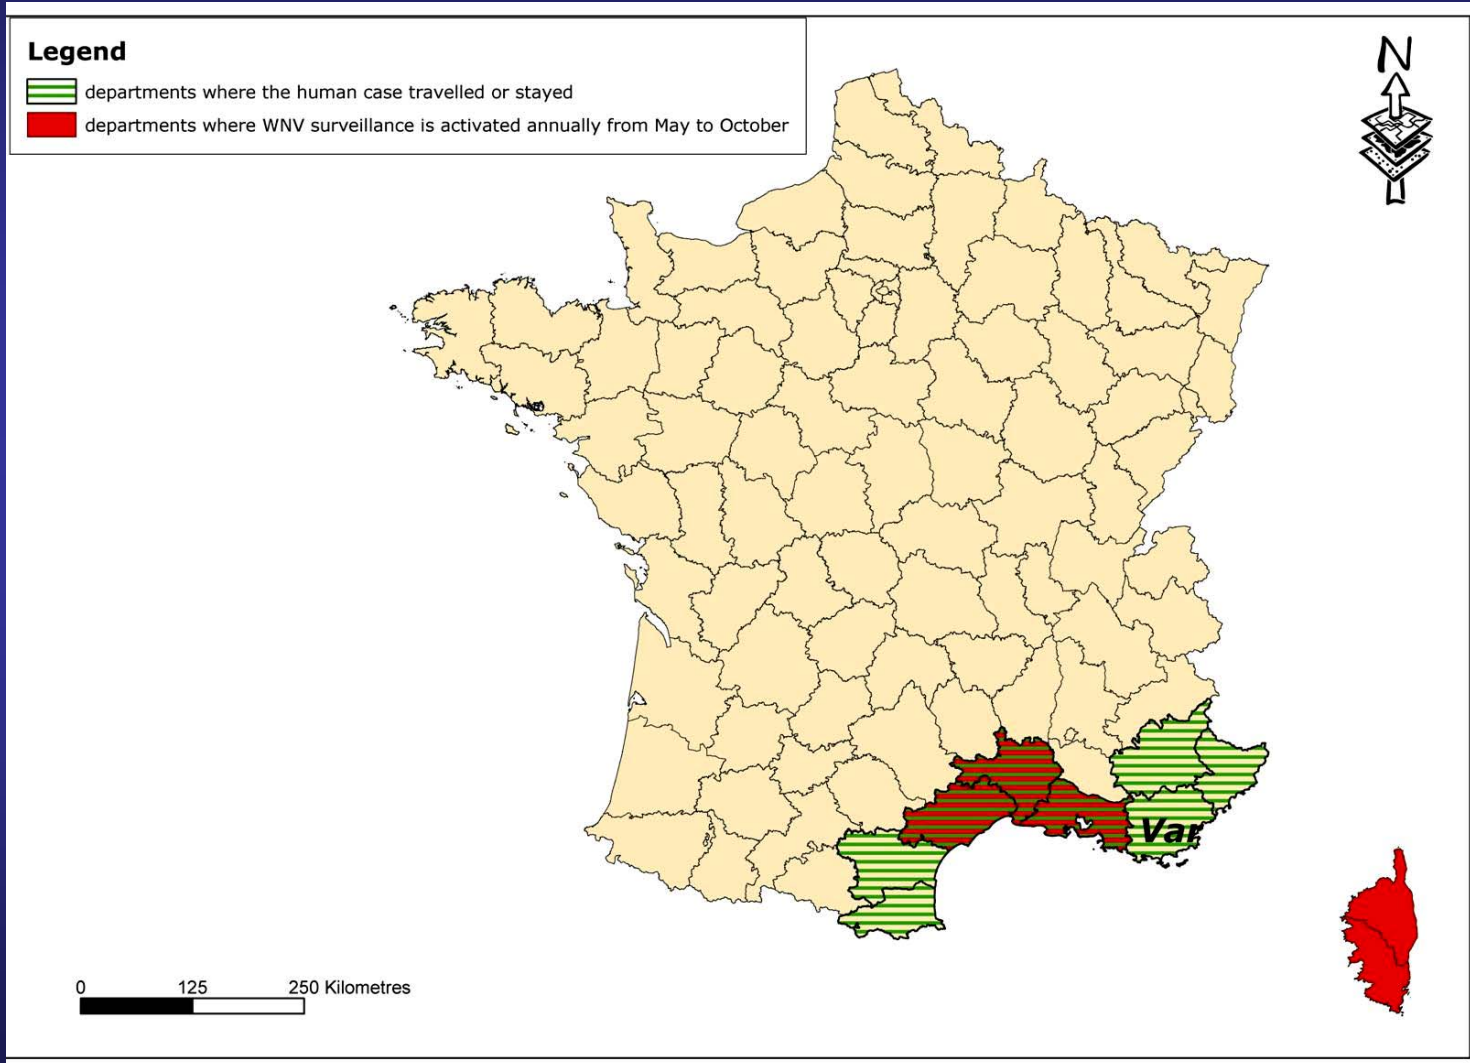 Legend
departments where the human case travelled or stayed
departments where WNV surveillance is activated annually from May to October
N
Var
0 125 250 Kilometres